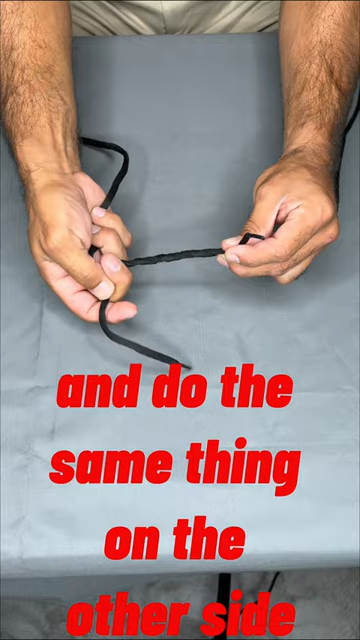 and do the
same thing
on the
other side